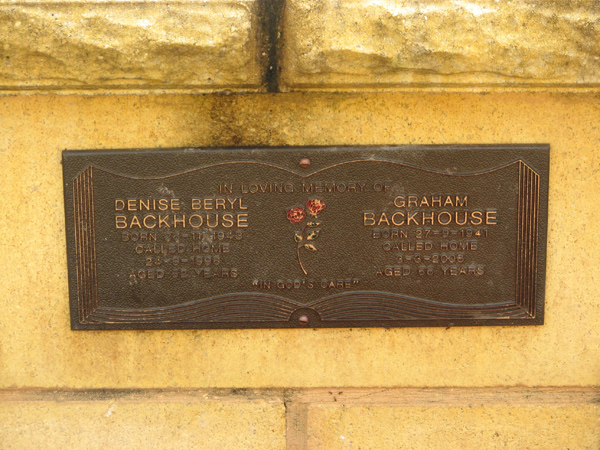 IN LOVING MEMORY OF
DENISE BERYL
BACKHOUSE
BORN
CALLED HOME
AGED YEARS
GRAHAM
BACKHOUSE
BORN
CALLED HOME
AGED YEARS
"IN GOD'S CARE"